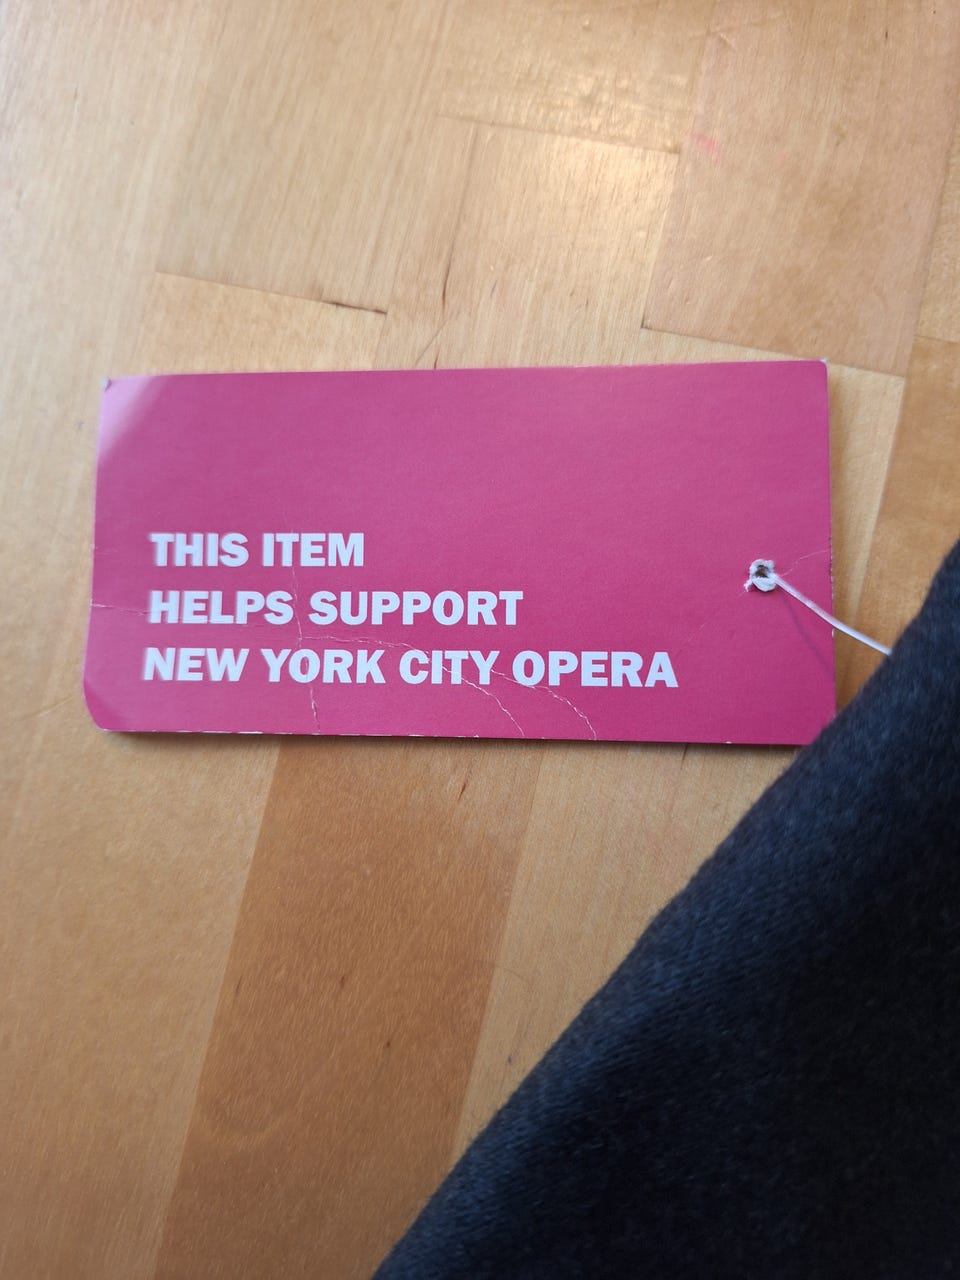 THIS ITEM
HELPS SUPPORT
NEW YORK CITY OPERA